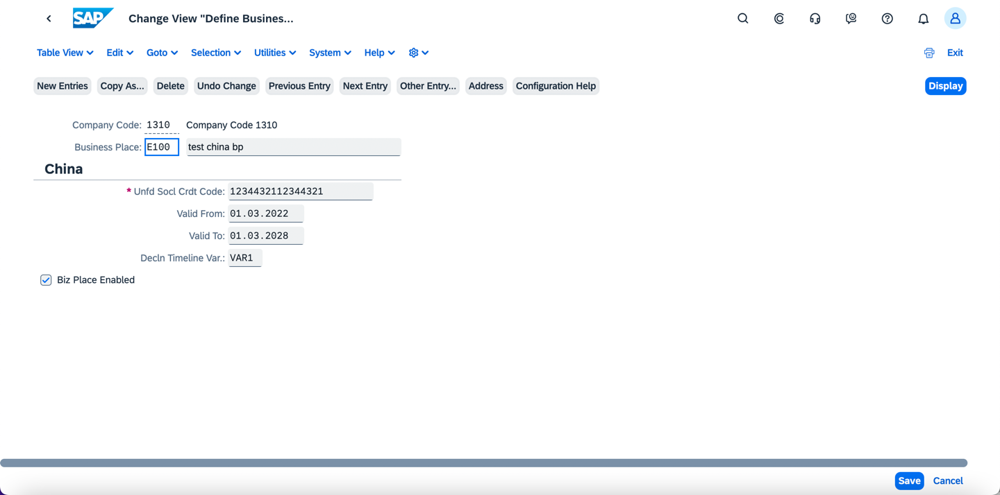 SAP Change View "Define Busines...
Table View Edit Goto Selection Utilities System Help Exit
New Entries Copy As... Delete Undo Change Previous Entry Next Entry Other Entry... Address Configuration Help Display
Company Code: 1310 Company Code 1310
Business Place: E100 test china bp
China
* Unfd Socl Crdt Code: 1234432112344321
Valid From: 01.03.2022
Valid To: 01.03.2028
Decln Timeline Var.: VAR1
Biz Place Enabled
Save Cancel